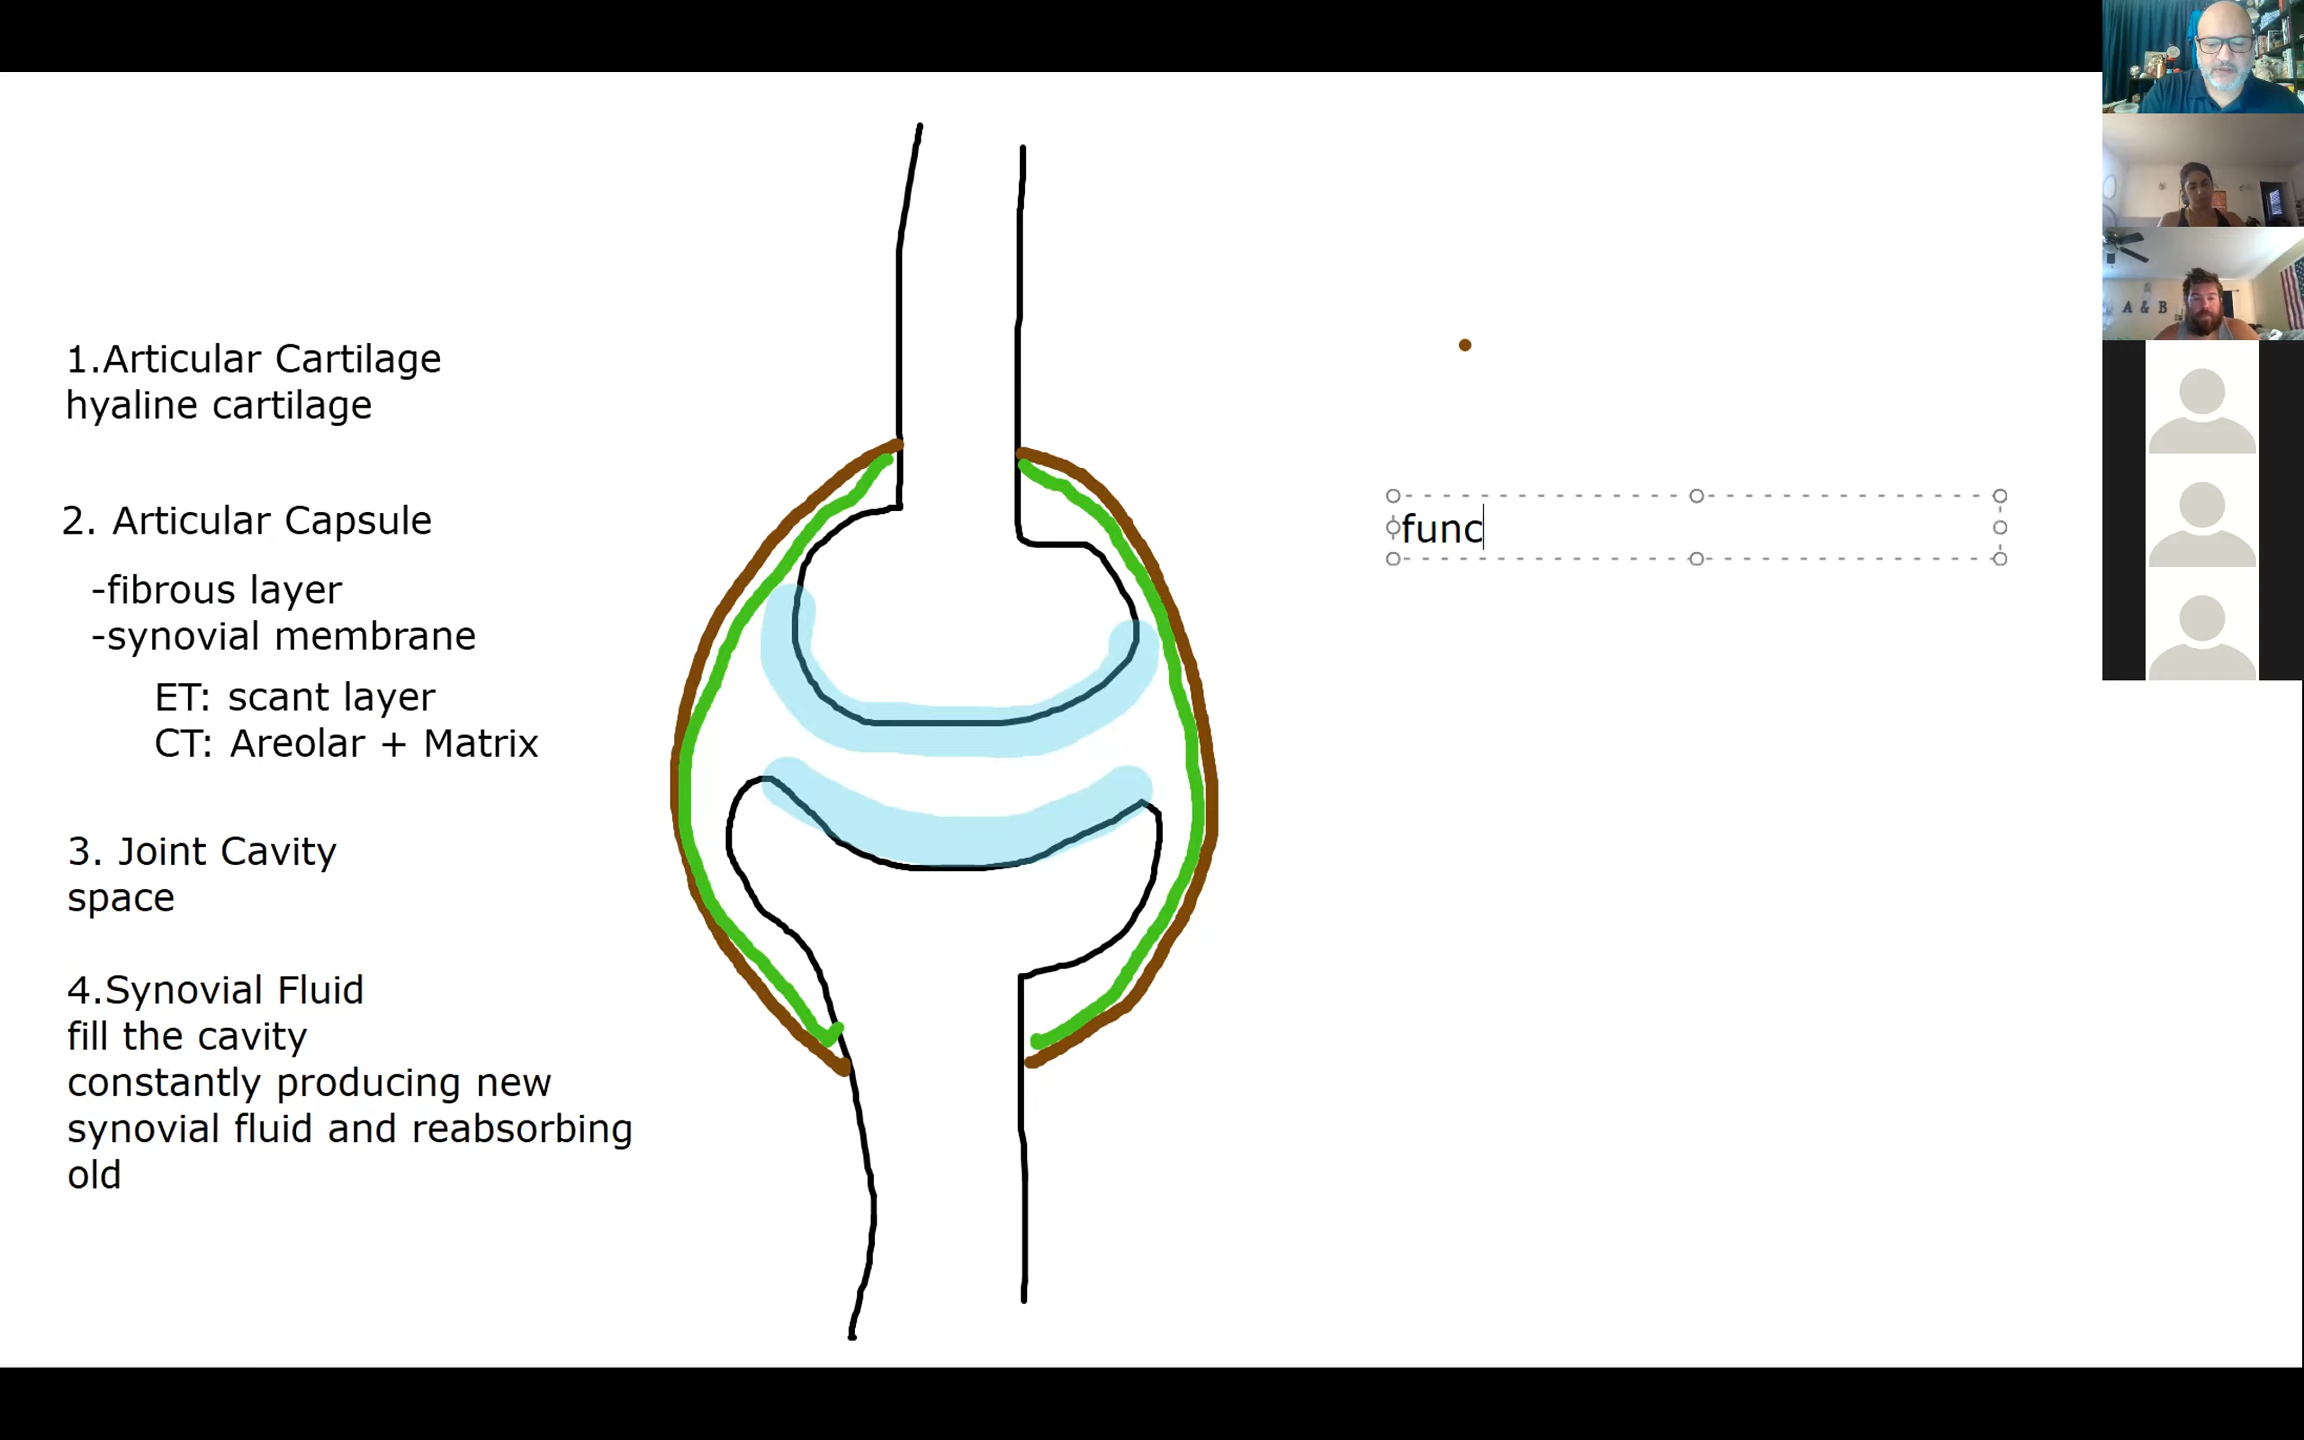 1.Articular Cartilage
hyaline cartilage
2. Articular Capsule
-fibrous layer
-synovial membrane
ET: scant layer
CT: Areolar + Matrix
3. Joint Cavity
space
4.Synovial Fluid
fill the cavity
constantly producing new
synovial fluid and reabsorbing
old
func
A & B